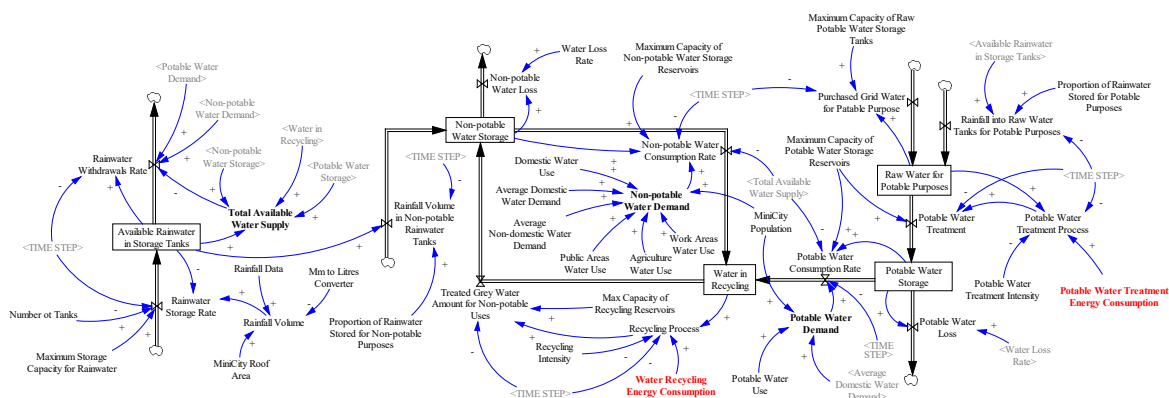 <Potable Water
Demand>
<Non-potable
Water Demand>
Rainwater
Withdrawals Rate
<Non-potable
Water Storage>
<Water in
Recycling>
<Potable Water
Storage>
Total Available
Water Supply
Available Rainwater
in Storage Tanks
<TIME STEP>
Rainfall Data
Mm to Litres
Converter
Rainwater
Storage Rate
Rainfall Volume
Number ot Tanks
Maximum Storage
Capacity for Rainwater
MiniCity Roof
Area
Non-potable
Water Loss
Water Loss
Rate
Maximum Capacity of
Non-potable Water Storage
Reservoirs
Non-potable
Water Storage
<TIME STEP>
<TIME STEP>
Non-potable Water
Consumption Rate
Rainfall Volume
in Non-potable
Rainwater
Tanks
Domestic Water
Use
Average Domestic
Water Demand
Average
Non-domestic Water
Demand
Public Areas
Water Use
Agriculture
Water Use
Work Areas
Water Use
Non-potable
Water Demand
<Total Available
Water Supply>
MiniCity
Population
Water in
Recycling
Treated Grey Water
Amount for Non-potable
Uses
Max Capacity of
Recycling Reservoirs
Recycling Process
Recycling
Intensity
Proportion of Rainwater
Stored for Non-potable
Purposes
<TIME STEP>
Water Recycling
Energy Consumption
Maximum Capacity of Raw
Potable Water Storage
Tanks
<Available Rainwater
in Storage Tanks>
Purchased Grid Water
for Patable Purpose
Proportion of Rainwater
Stored for Potable
Purposes
Rainfall into Raw Water
Tanks for Potable Purposes
Maximum Capacity of
Potable Water Storage
Reservoirs
Raw Water for
Potable Purposes
<TIME STEP>
Potable Water
Treatment
Potable Water
Treatment Process
Potable Water
Consumption Rate
Potable Water
Storage
Potable Water
Treatment Intensity
Potable Water Treatment
Energy Consumption
Potable Water
Demand
Potable Water
Loss
<TIME
STEP>
<Water Loss
Rate>
Potable Water
Use
<Average
Domestic Water
Demand>